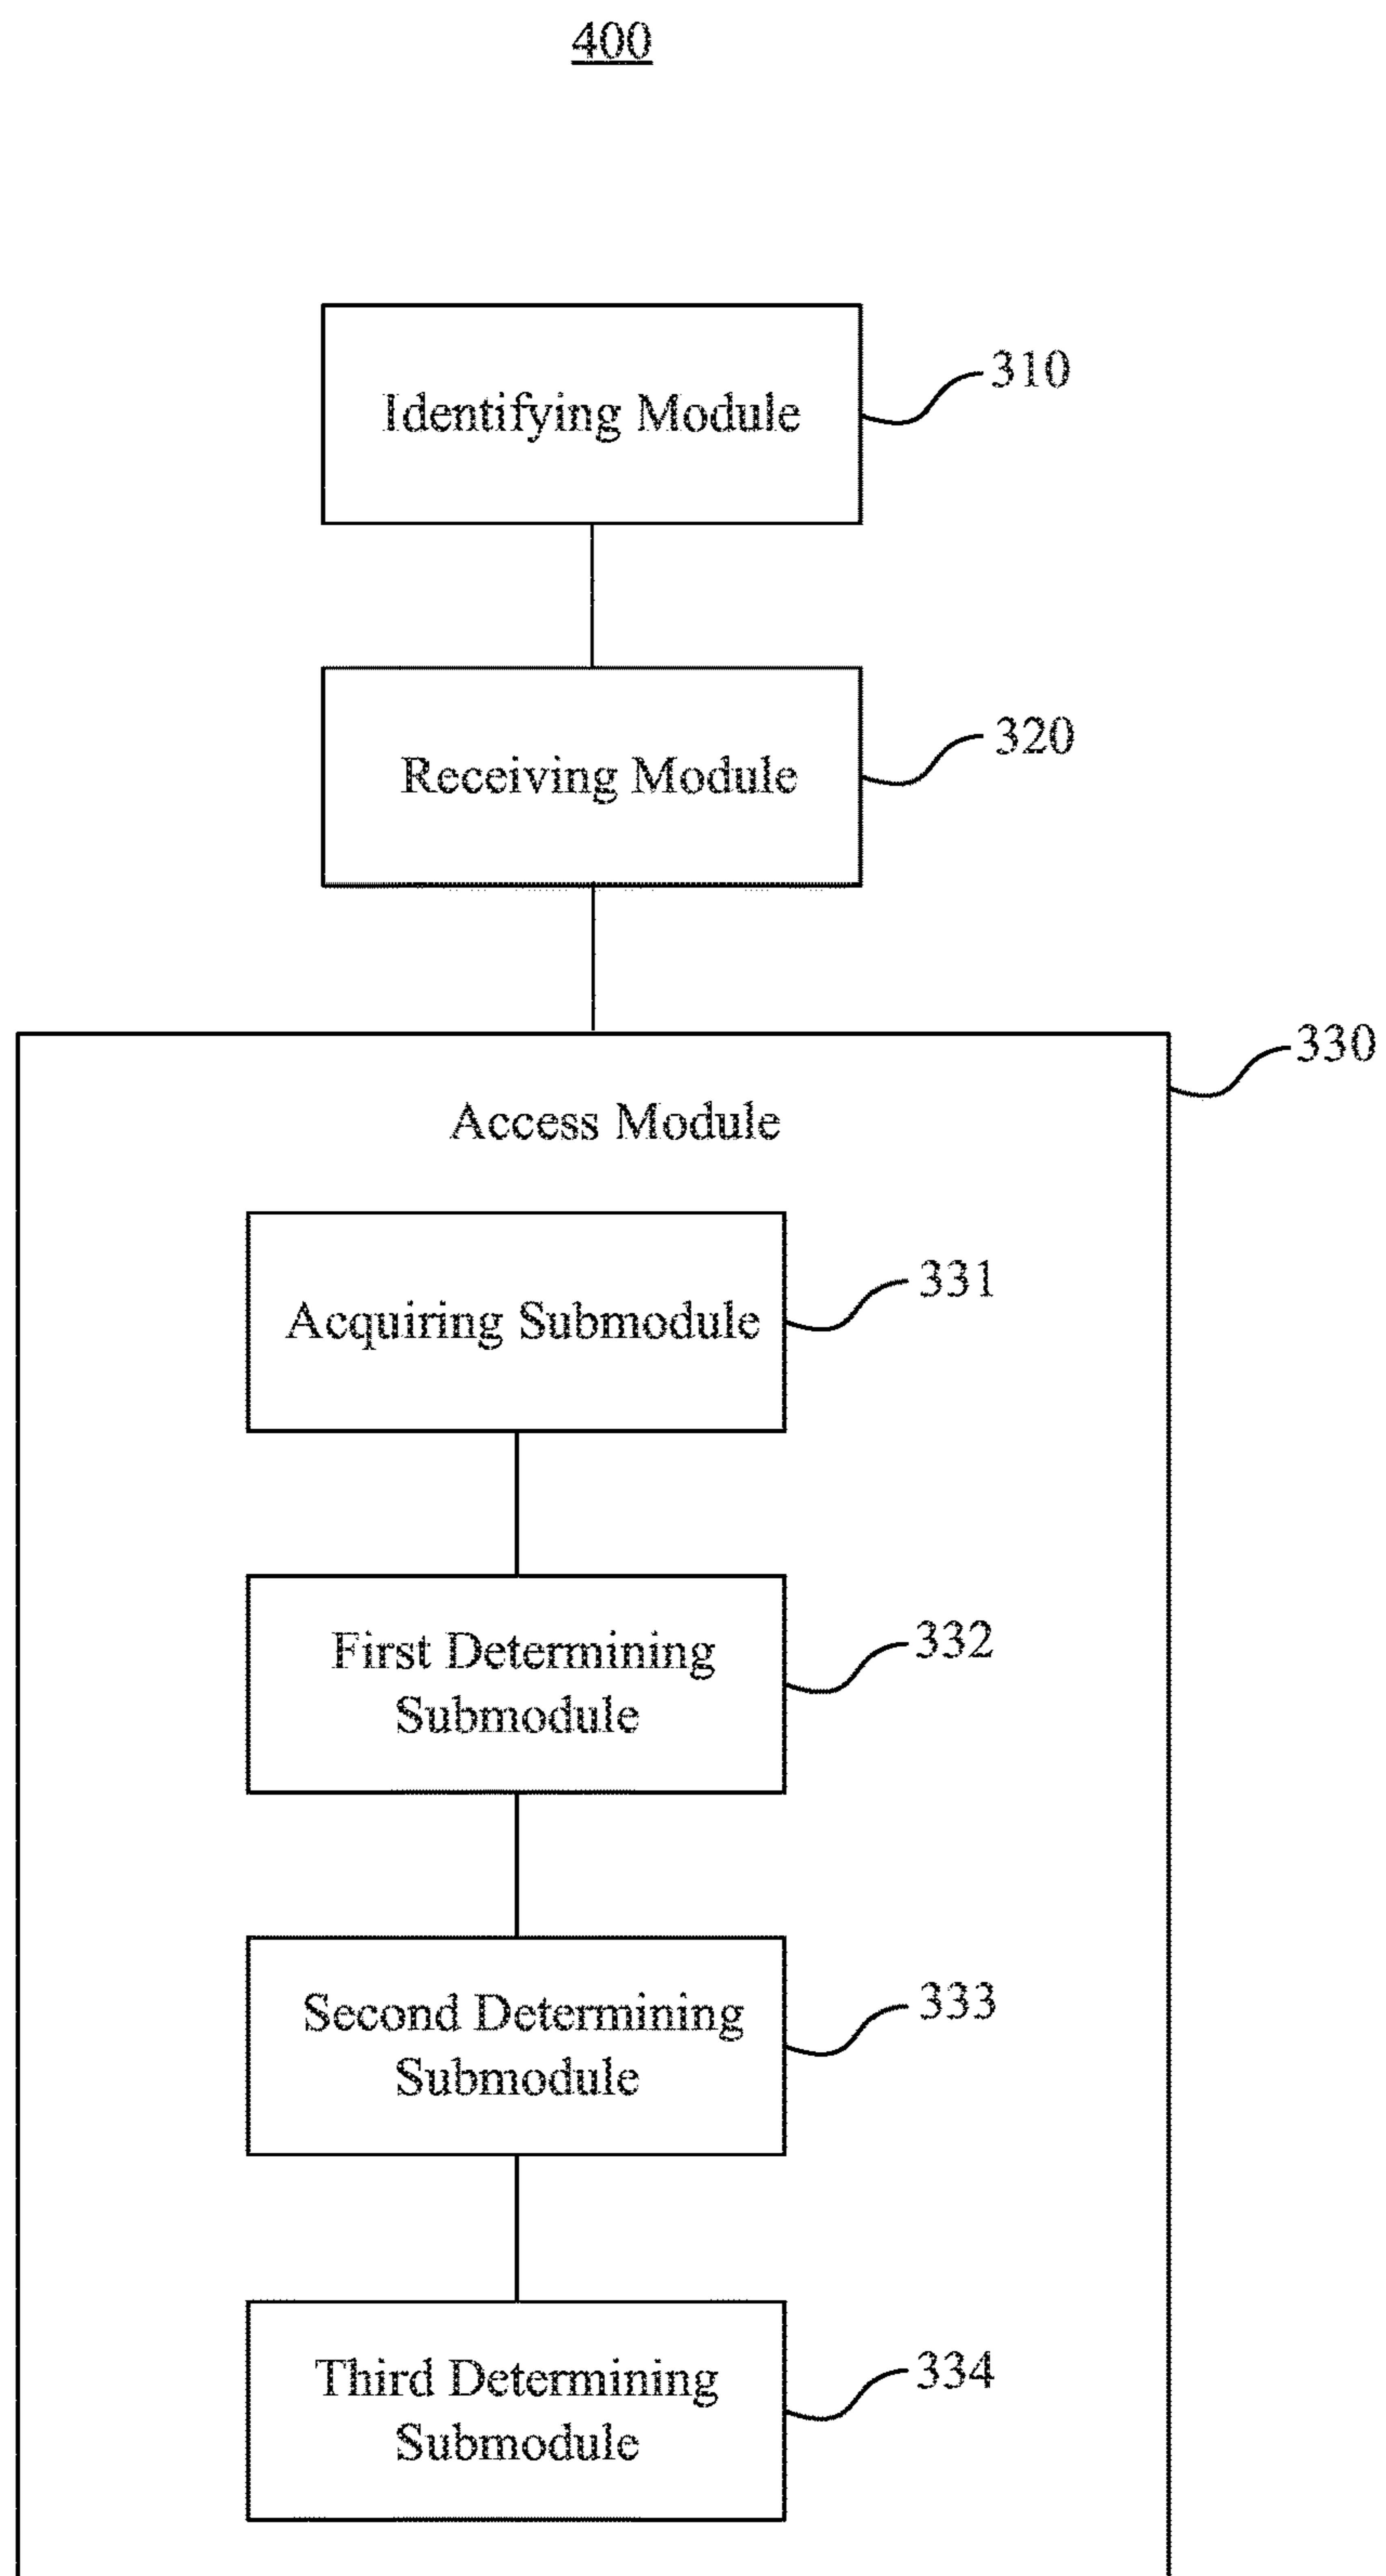 400
Identifying Module
310
Receiving Module
320
330
Access Module
Acquiring Submodule
331
First Determining
Submodule
332
Second Determining
Submodule
333
Third Determining
Submodule
334